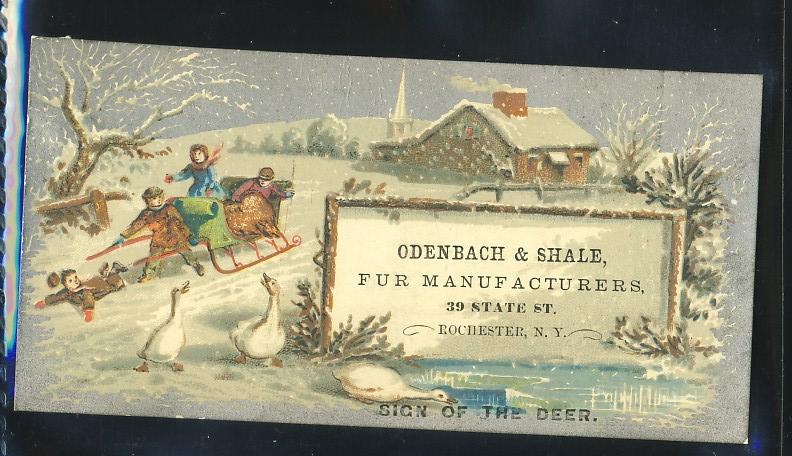 ODENBACH & SHALE,
FUR MANUFACTURERS,
39 STATE ST.
ROCHESTER, N. Y.
SIGN OF THE DEER.